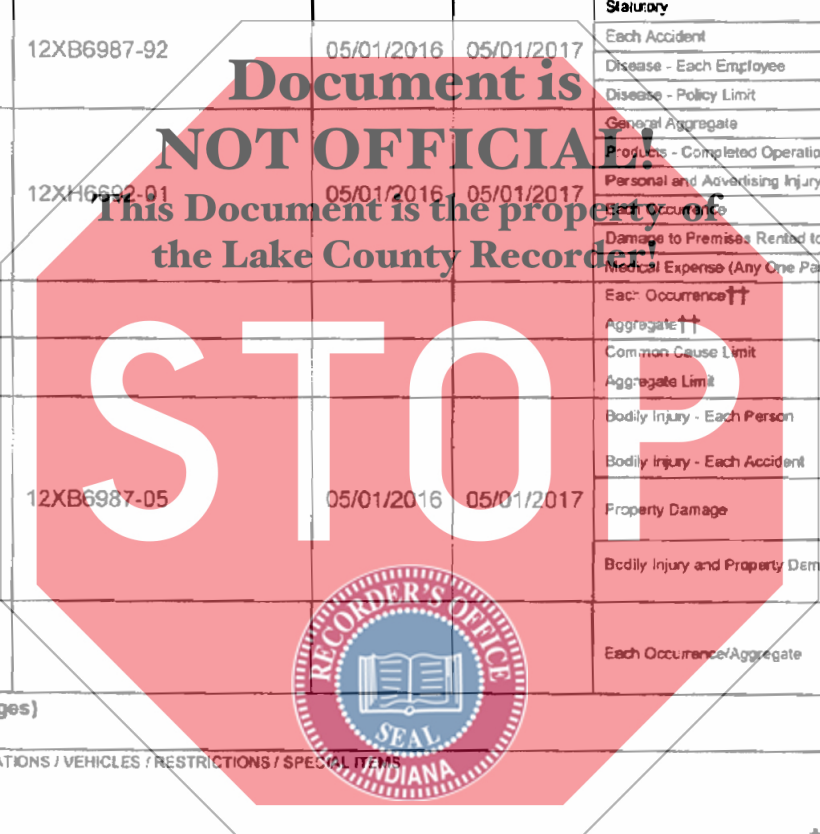 Statutory
12XB6987-92 05/01/2016 05/01/2017 Each Accident
Disease - Each Employee
Disease - Policy Limit
Document is
General Aggregate
NOT OFFICIAL!
Products - Completed Operatio
12XH6692-01 05/01/2016 05/01/2017 Personal and Advertising Injury
This Document is the property of
Each Occurrence
Damage to Premises Rented to
the Lake County Recorder!
Medical Expense (Any One Pa
Each Occurrence††
Aggregate††
Common Cause Limit
Aggregate Limit
STOP
Bodily Injury - Each Person
Bodily Injury - Each Accident
12XB6987-05 05/01/2016 05/01/2017 Property Damage
Bodily Injury and Property Dam
RECORDER'S OFFICE
SEAL
INDIANA
Each Occurrence/Aggregate
ges)
ATIONS / VEHICLES / RESTRICTIONS / SPECIAL ITEMS